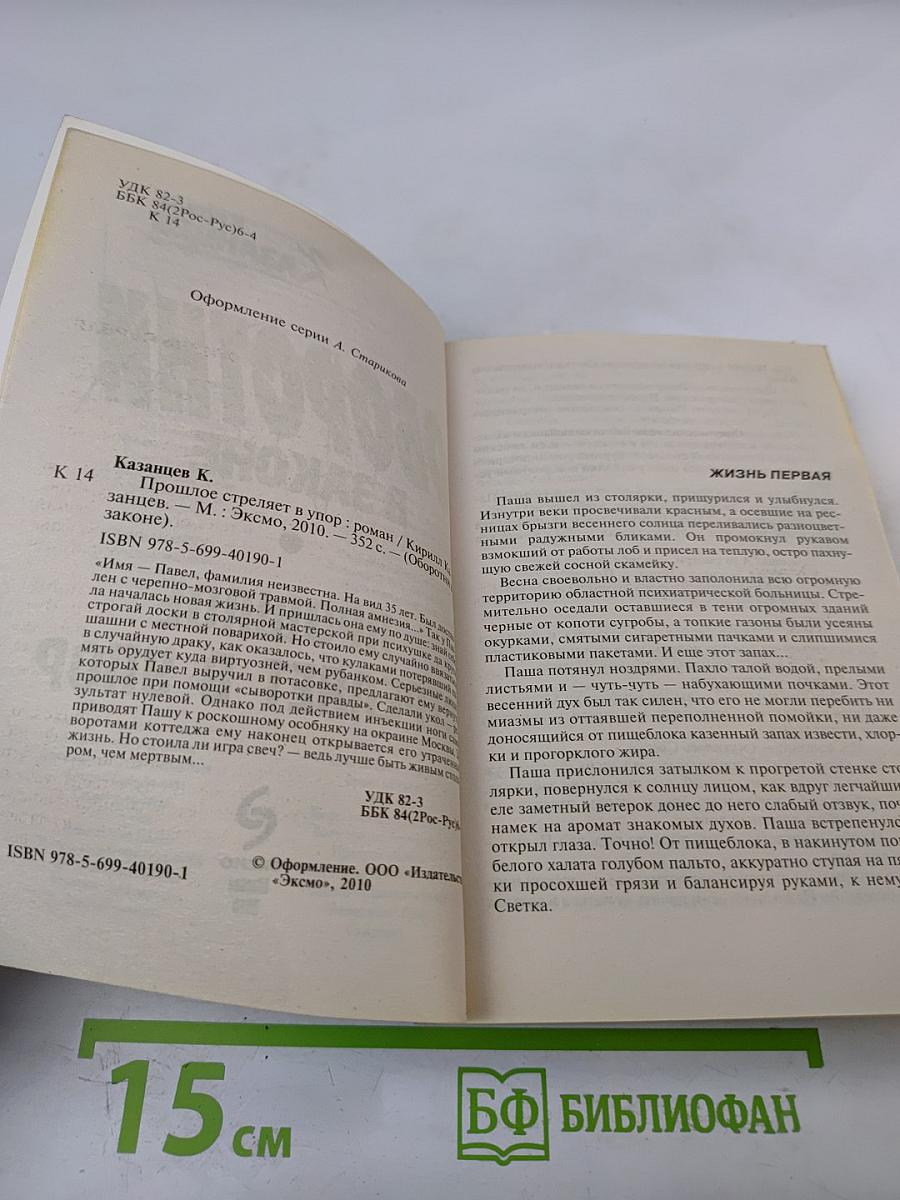 УДК 82-3
ББК 84(2Рос-Рус)6-4
К 14
Оформление серии А. Старикова
Казанцев К.
К 14
Прошлое стреляет в упор : роман / Кирилл Ка-
занцев. — М. : Эксмо, 2010. — 352 с. — (Оборотни
законе).
ISBN 978-5-699-40190-1
«Имя — Павел, фамилия неизвестна. На вид 35 лет. Был
лен с черепно-мозговой травмой. Полная амнезия...» Так у
ла началась новая жизнь. И пришлась она ему по душе: знай
строгай доски в столярной мастерской при психушке да
шашни с местной поварихой. Но стоило ему случайно
в случайную драку, как оказалось, что кулаками потерявший
мять орудует куда виртуозней, чем рубанком. Серьезные
которых Павел выручил в потасовке, предлагают ему
прошлое при помощи «сыворотки правды». Сделали укол —
зультат нулевой. Однако под действием инъекции ноги
приводят Пашу к роскошному особняку на окраине Москвы.
воротами коттеджа ему наконец открывается его
жизнь. Но стоила ли игра свеч? — ведь лучше быть живым
ром, чем мертвым...
УДК 82-3
ББК 84(2Рос-Рус)
© Оформление. ООО «Издательст
«Эксмо», 2010
ISBN 978-5-699-40190-1
ЖИЗНЬ ПЕРВАЯ
Паша вышел из столярки, прищурился и улыбнулся.
Изнутри веки просвечивали красным, а осевшие на рес-
ницах брызги весеннего солнца переливались разноцвет-
ными радужными бликами. Он промокнул рукавом
взмокший от работы лоб и присел на теплую, остро пахну-
щую свежей сосной скамейку.
Весна своевольно и властно заполонила всю огромную
территорию областной психиатрической больницы. Стре-
мительно оседали оставшиеся в тени огромных зданий
черные от копоти сугробы, а топкие газоны были усеяны
окурками, смятыми сигаретными пачками и слипшимися
пластиковыми пакетами. И еще этот запах...
Паша потянул ноздрями. Пахло талой водой, прелыми
листьями и — чуть-чуть — набухающими почками. Этот
весенний дух был так силен, что его не могли перебить ни
миазмы из оттаявшей переполненной помойки, ни даже
доносящийся от пищеблока казенный запах извести, хлор-
ки и прогорклого жира.
Паша прислонился затылком к прогретой стенке сто
лярки, повернулся к солнцу лицом, как вдруг легчайши
еле заметный ветерок донес до него слабый отзвук, поч
намек на аромат знакомых духов. Паша встрепенулс
открыл глаза. Точно! От пищеблока, в накинутом пов
белого халата голубом пальто, аккуратно ступая на пя
ки просохшей грязи и балансируя руками, к нему
Светка.
15 см
БФ БИБЛИОФАН